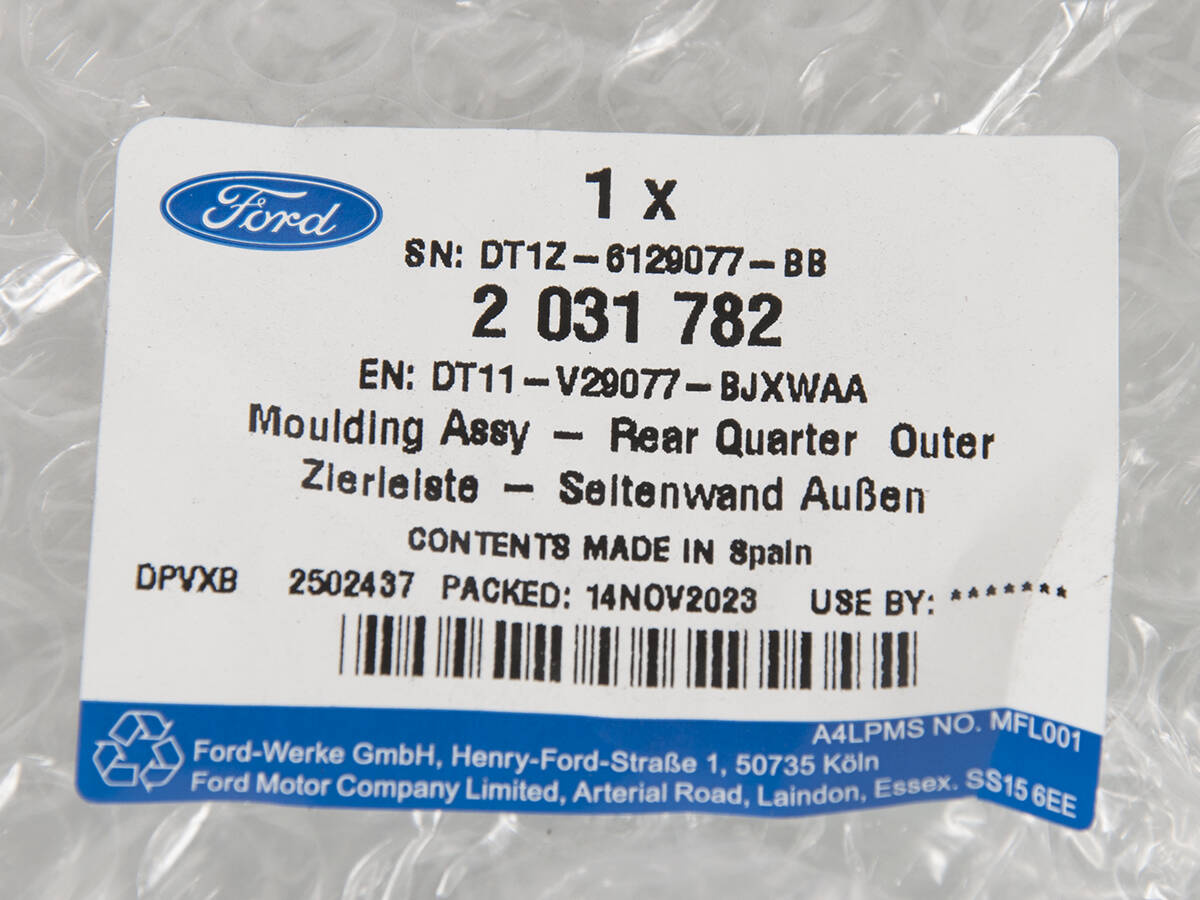 Ford
1 x
SN: DT1Z-6129077-BB
2 031 782
EN: DT11-V29077-BJXWAA
Moulding Assy - Rear Quarter Outer
Zierleiste - Seitenwand Außen
CONTENTS MADE IN Spain
DPVXB 2502437 PACKED: 14NOV2023 USE BY: *******
A4LPMS NO. MFL001
Ford-Werke GmbH, Henry-Ford-Straße 1, 50735 Köln
Ford Motor Company Limited, Arterial Road, Laindon, Essex. SS15 6EE